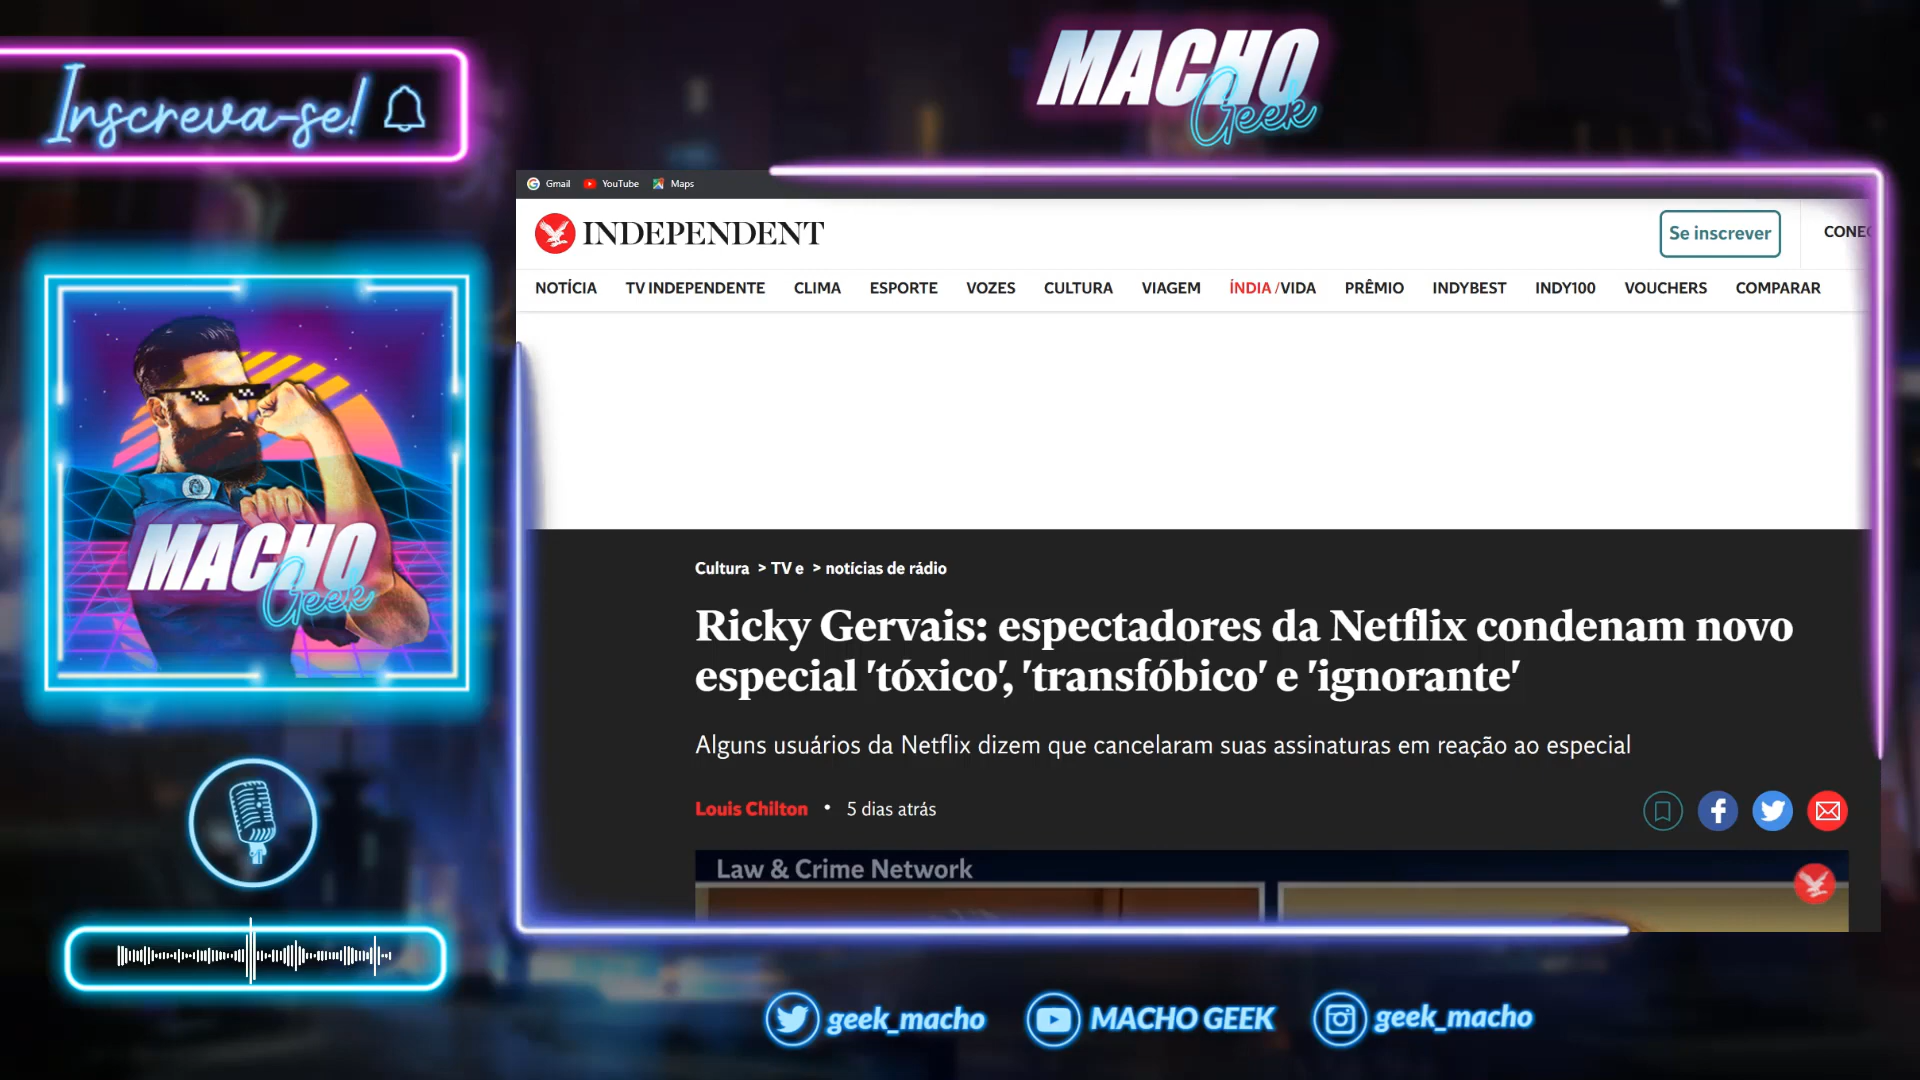 Inscreva-se!
MACHO
Geek
Gmail YouTube Maps
INDEPENDENT
Se inscrever
CONEC
NOTÍCIA TV INDEPENDENTE CLIMA ESPORTE VOZES CULTURA VIAGEM ÍNDIA /VIDA PRÊMIO INDYBEST INDY100 VOUCHERS COMPARAR
MACHO
Geek
Cultura > TV e > notícias de rádio
Ricky Gervais: espectadores da Netflix condenam novo
especial 'tóxico', 'transfóbico' e 'ignorante'
Alguns usuários da Netflix dizem que cancelaram suas assinaturas em reação ao especial
Louis Chilton • 5 dias atrás
Law & Crime Network
geek_macho MACHO GEEK geek_macho